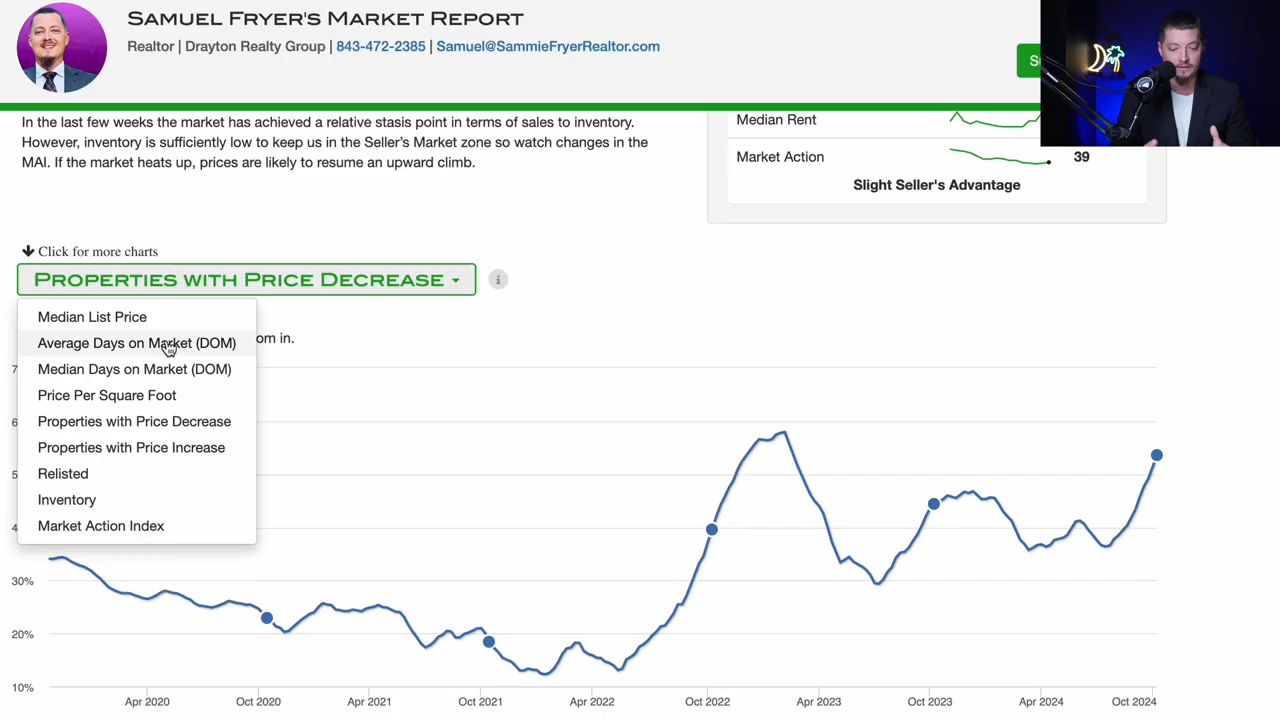 SAMUEL FRYER'S MARKET REPORT
Realtor | Drayton Realty Group | 843-472-2385 | Samuel@SammieFryerRealtor.com
In the last few weeks the market has achieved a relative stasis point in terms of sales to inventory.
However, inventory is sufficiently low to keep us in the Seller's Market zone so watch changes in the
MAI. If the market heats up, prices are likely to resume an upward climb.
Median Rent
Market Action 39
Slight Seller's Advantage
Click for more charts
PROPERTIES WITH PRICE DECREASE
Median List Price
Average Days on Market (DOM)
om in.
Median Days on Market (DOM)
Price Per Square Foot
Properties with Price Decrease
Properties with Price Increase
Relisted
Inventory
Market Action Index
7
6
5
4
30%
20%
10%
Apr 2020 Oct 2020 Apr 2021 Oct 2021 Apr 2022 Oct 2022 Apr 2023 Oct 2023 Apr 2024 Oct 2024